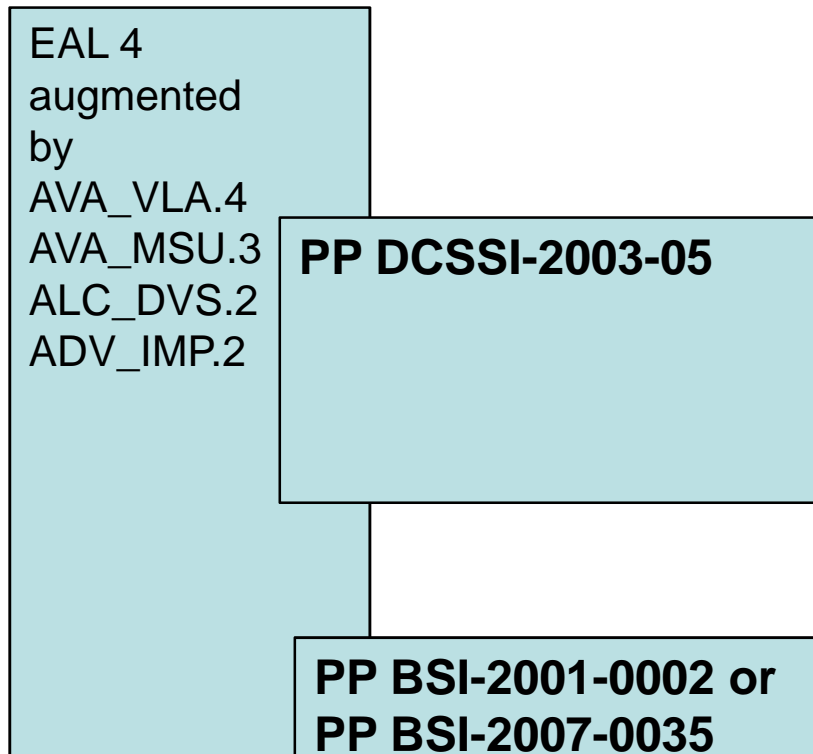 EAL 4
augmented
by
AVA_VLA.4
AVA_MSU.3
ALC_DVS.2
ADV_IMP.2
PP DCSSI-2003-05
PP BSI-2001-0002 or
PP BSI-2007-0035